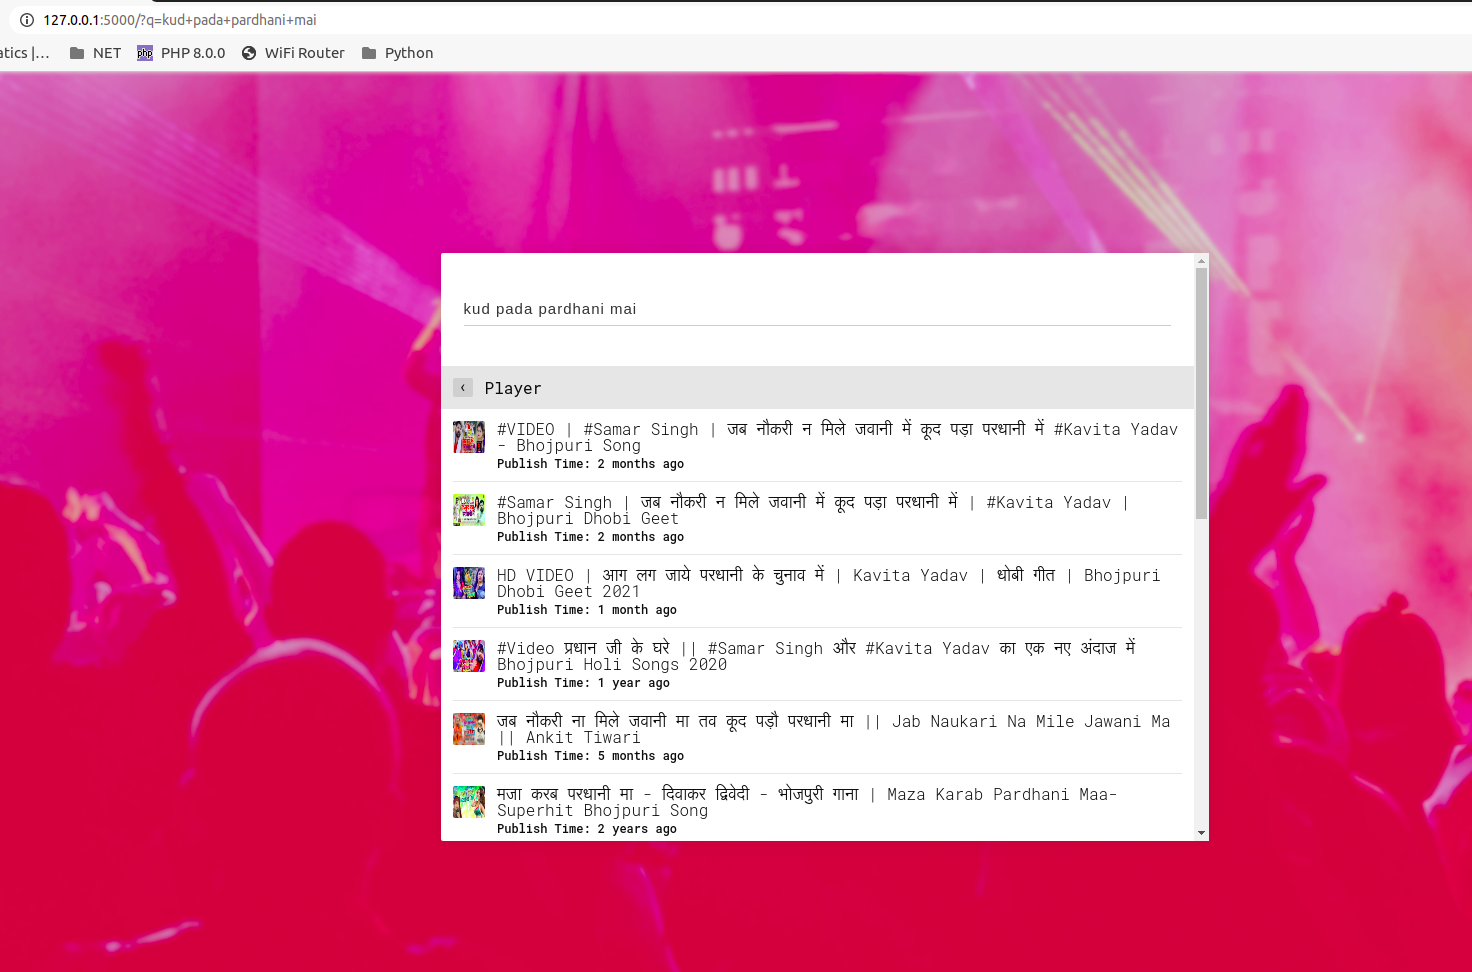 127.0.0.1:5000/?q=kud+pada+pardhani+mai
atics |… NET php PHP 8.0.0 WiFi Router Python
kud pada pardhani mai
‹ Player
#VIDEO | #Samar Singh | जब नौकरी न मिले जवानी में कूद पड़ा परधानी में #Kavita Yadav
- Bhojpuri Song
Publish Time: 2 months ago
#Samar Singh | जब नौकरी न मिले जवानी में कूद पड़ा परधानी में | #Kavita Yadav |
Bhojpuri Dhobi Geet
Publish Time: 2 months ago
HD VIDEO | आग लग जाये परधानी के चुनाव में | Kavita Yadav | धोबी गीत | Bhojpuri
Dhobi Geet 2021
Publish Time: 1 month ago
#Video प्रधान जी के घरे || #Samar Singh और #Kavita Yadav का एक नए अंदाज में
Bhojpuri Holi Songs 2020
Publish Time: 1 year ago
जब नौकरी ना मिले जवानी मा तव कूद पड़ौ परधानी मा || Jab Naukari Na Mile Jawani Ma
|| Ankit Tiwari
Publish Time: 5 months ago
मजा करब परधानी मा - दिवाकर द्विवेदी - भोजपुरी गाना | Maza Karab Pardhani Maa-
Superhit Bhojpuri Song
Publish Time: 2 years ago